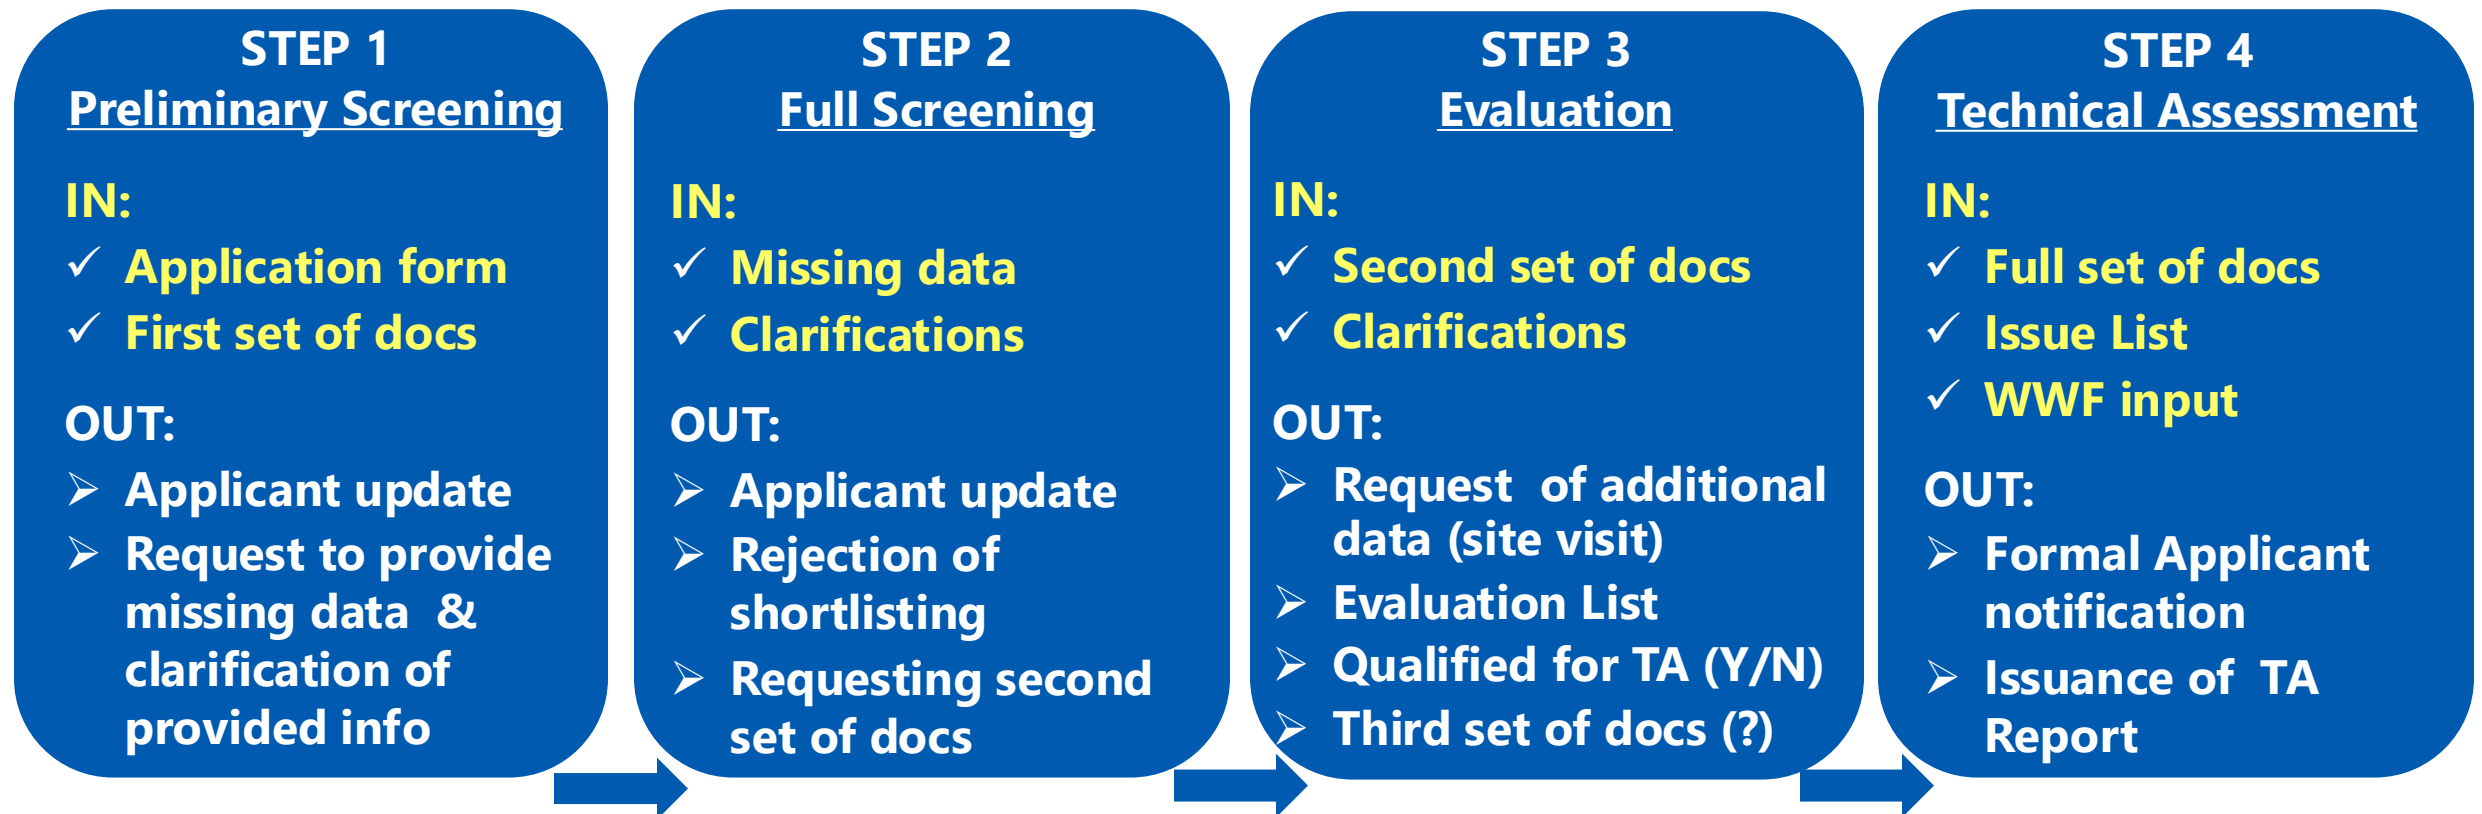 STEP 1
Preliminary Screening
IN:
✓ Application form
✓ First set of docs
OUT:
➢ Applicant update
➢ Request to provide
missing data &
clarification of
provided info
STEP 2
Full Screening
IN:
✓ Missing data
✓ Clarifications
OUT:
➢ Applicant update
➢ Rejection of
shortlisting
➢ Requesting second
set of docs
STEP 3
Evaluation
IN:
✓ Second set of docs
✓ Clarifications
OUT:
➢ Request of additional
data (site visit)
➢ Evaluation List
➢ Qualified for TA (Y/N)
➢ Third set of docs (?)
STEP 4
Technical Assessment
IN:
✓ Full set of docs
✓ Issue List
✓ WWF input
OUT:
➢ Formal Applicant
notification
➢ Issuance of TA
Report